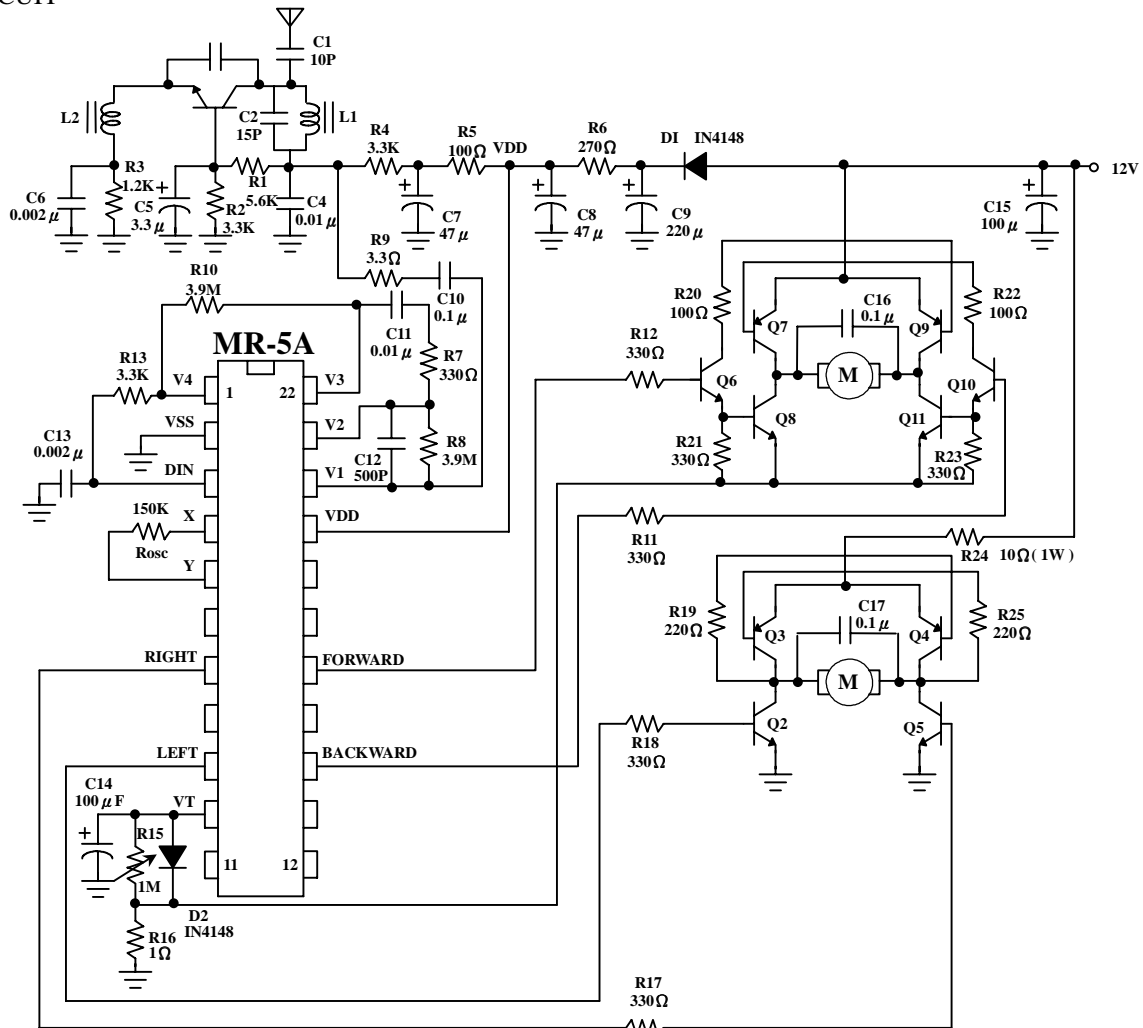 CUIT
C1
10P
C2
15P
L1
L2
R3
1.2K
R4
3.3K
R5
100Ω
VDD
R6
270Ω
DI IN4148
12V
C6
0.002μ
C5
3.3μ
R1
5.6K
R2
3.3K
C4
0.01μ
C7
47μ
C8
47μ
C9
220μ
C15
100μ
R9
3.3Ω
C10
0.1μ
R10
3.9M
C11
0.01μ
R7
330Ω
MR-5A
R13
3.3K
V4
1
22
V3
VSS
V2
C13
0.002μ
DIN
V1
C12
500P
R8
3.9M
150K
Rosc
X
VDD
Y
RIGHT
FORWARD
LEFT
BACKWARD
C14
100μF
VT
R15
1M
11
12
D2
IN4148
R16
1Ω
R20
100Ω
Q7
C16
0.1μ
Q9
R22
100Ω
R12
330Ω
Q6
M
Q10
Q8
Q11
R21
330Ω
R23
330Ω
R11
330Ω
R24
10Ω( 1W )
R19
220Ω
Q3
C17
0.1μ
Q4
R25
220Ω
M
Q2
Q5
R18
330Ω
R17
330Ω